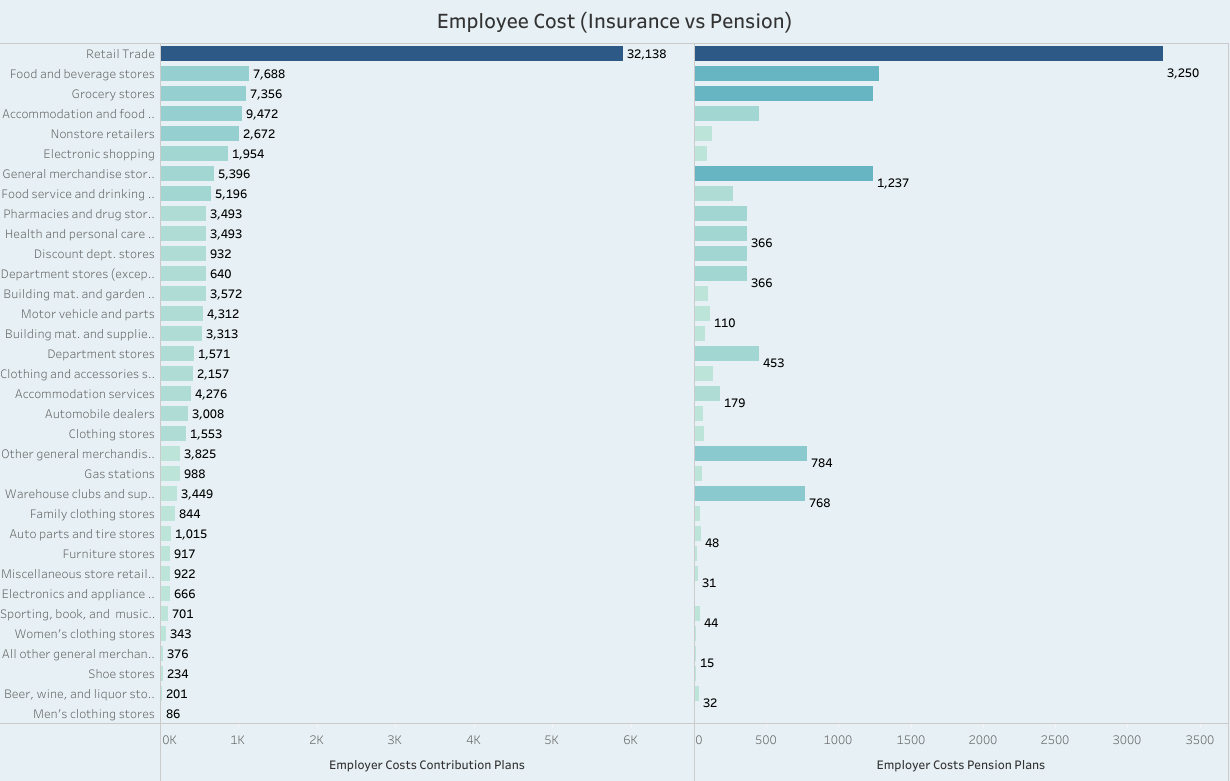 Employee Cost (Insurance vs Pension)
Retail Trade 32,138
3,250
Food and beverage stores 7,688
Grocery stores 7,356
Accommodation and food .. 9,472
Nonstore retailers 2,672
Electronic shopping 1,954
General merchandise stor.. 5,396 1,237
Food service and drinking .. 5,196
Pharmacies and drug stor.. 3,493
Health and personal care .. 3,493 366
Discount dept. stores 932
Department stores (excep.. 640 366
Building mat. and garden .. 3,572
Motor vehicle and parts 4,312 110
Building mat. and supplie.. 3,313
Department stores 1,571 453
Clothing and accessories s.. 2,157
Accommodation services 4,276 179
Automobile dealers 3,008
Clothing stores 1,553
Other general merchandis.. 3,825 784
Gas stations 988
Warehouse clubs and sup.. 3,449 768
Family clothing stores 844
Auto parts and tire stores 1,015 48
Furniture stores 917
Miscellaneous store retail.. 922 31
Electronics and appliance .. 666
Sporting, book, and music.. 701 44
Women's clothing stores 343
All other general merchan.. 376 15
Shoe stores 234
Beer, wine, and liquor sto.. 201 32
Men's clothing stores 86
0K 1K 2K 3K 4K 5K 6K 0 500 1000 1500 2000 2500 3000 3500
Employer Costs Contribution Plans Employer Costs Pension Plans